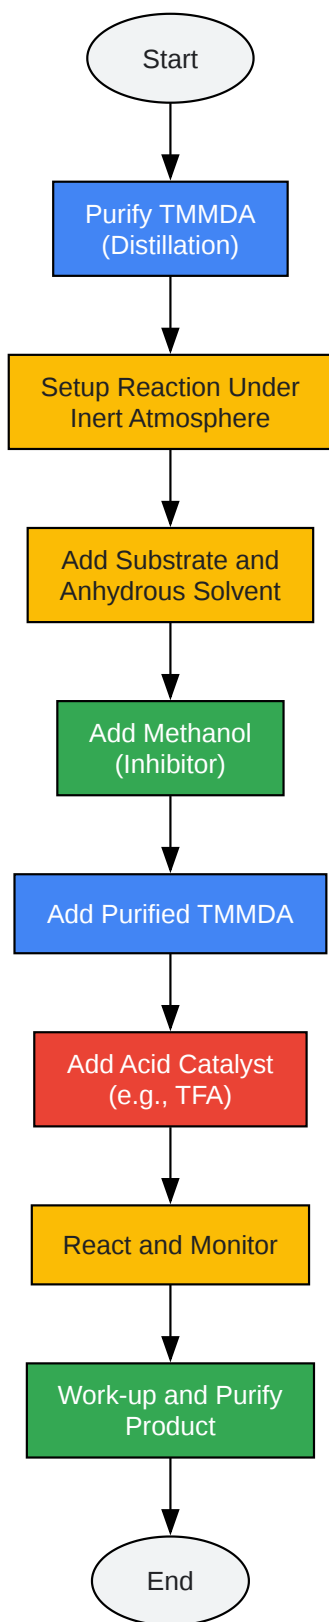 Start
Purify TMMDA
(Distillation)
Setup Reaction Under
Inert Atmosphere
Add Substrate and
Anhydrous Solvent
Add Methanol
(Inhibitor)
Add Purified TMMDA
Add Acid Catalyst
(e.g., TFA)
React and Monitor
Work-up and Purify
Product
End